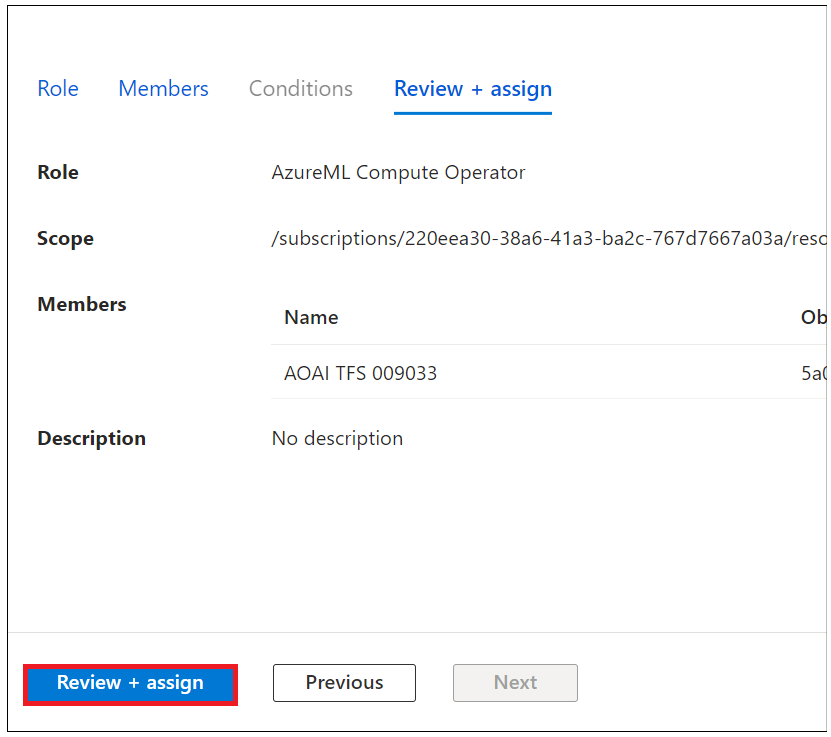 Role Members Conditions Review + assign
Role AzureML Compute Operator
Scope /subscriptions/220eea30-38a6-41a3-ba2c-767d7667a03a/reso
Members
Name Ob
AOAI TFS 009033 5a0
Description No description
Review + assign Previous Next